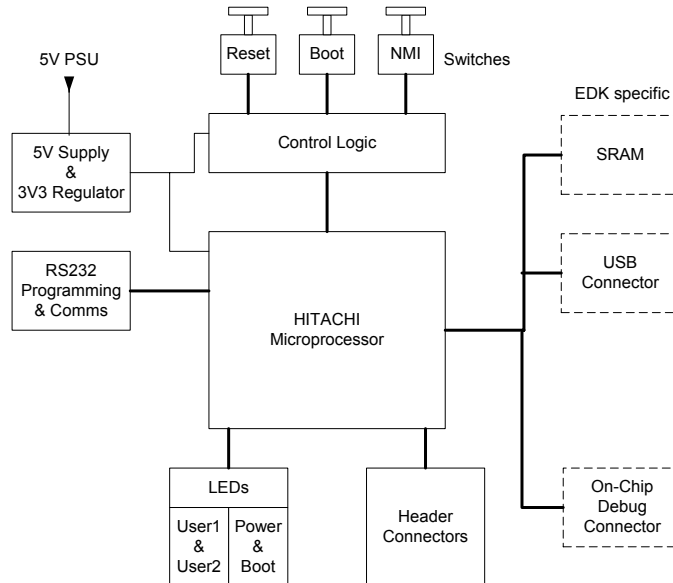 Reset
Boot
NMI
Switches
5V PSU
EDK specific
5V Supply
&
3V3 Regulator
Control Logic
SRAM
RS232
Programming
& Comms
HITACHI
Microprocessor
USB
Connector
LEDs
User1
&
User2
Power
&
Boot
Header
Connectors
On-Chip
Debug
Connector